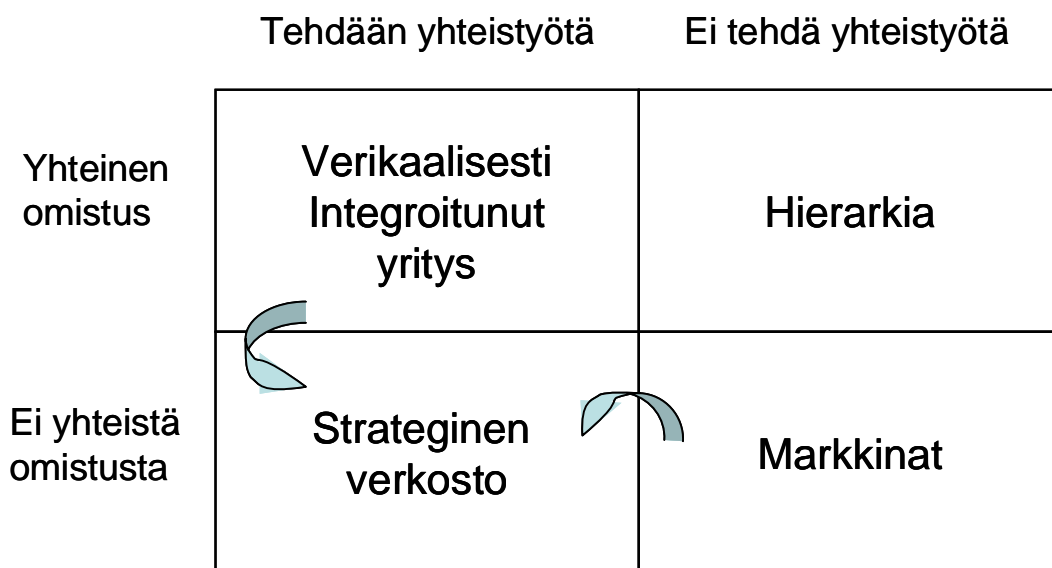 Tehdään yhteistyötä
Ei tehdä yhteistyötä
Yhteinen
omistus
Verikaalisesti
Integroitunut
yritys
Hierarkia
Ei yhteistä
omistusta
Strateginen
verkosto
Markkinat